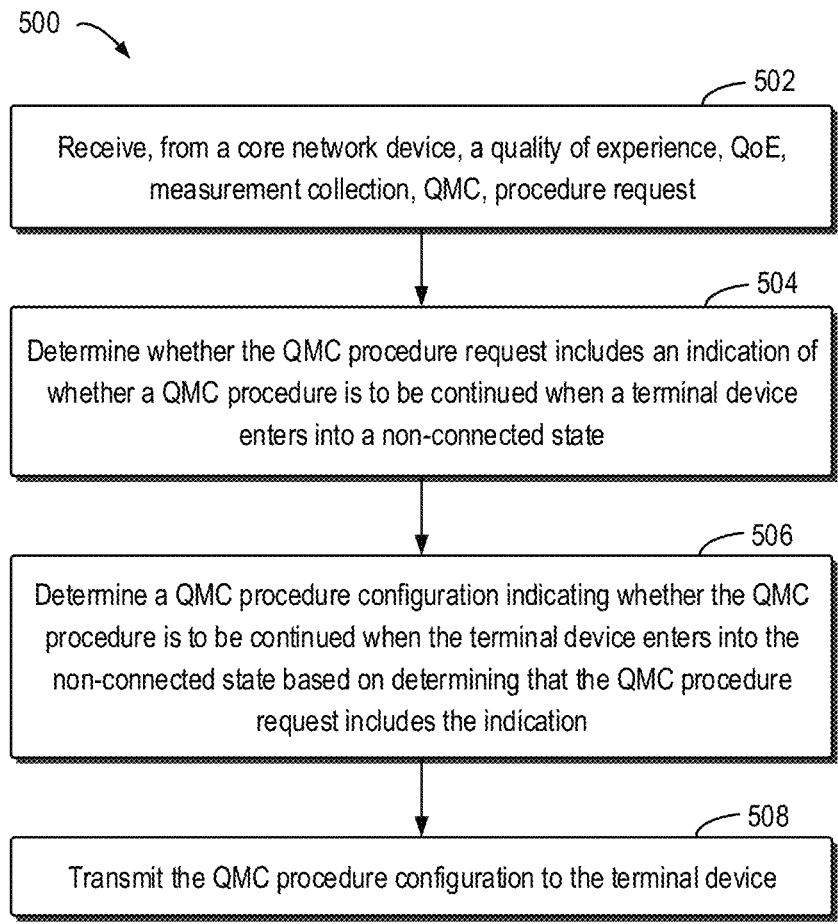 500
502
Receive, from a core network device, a quality of experience, QoE,
measurement collection, QMC, procedure request
504
Determine whether the QMC procedure request includes an indication of
whether a QMC procedure is to be continued when a terminal device
enters into a non-connected state
506
Determine a QMC procedure configuration indicating whether the QMC
procedure is to be continued when the terminal device enters into the
non-connected state based on determining that the QMC procedure
request includes the indication
508
Transmit the QMC procedure configuration to the terminal device